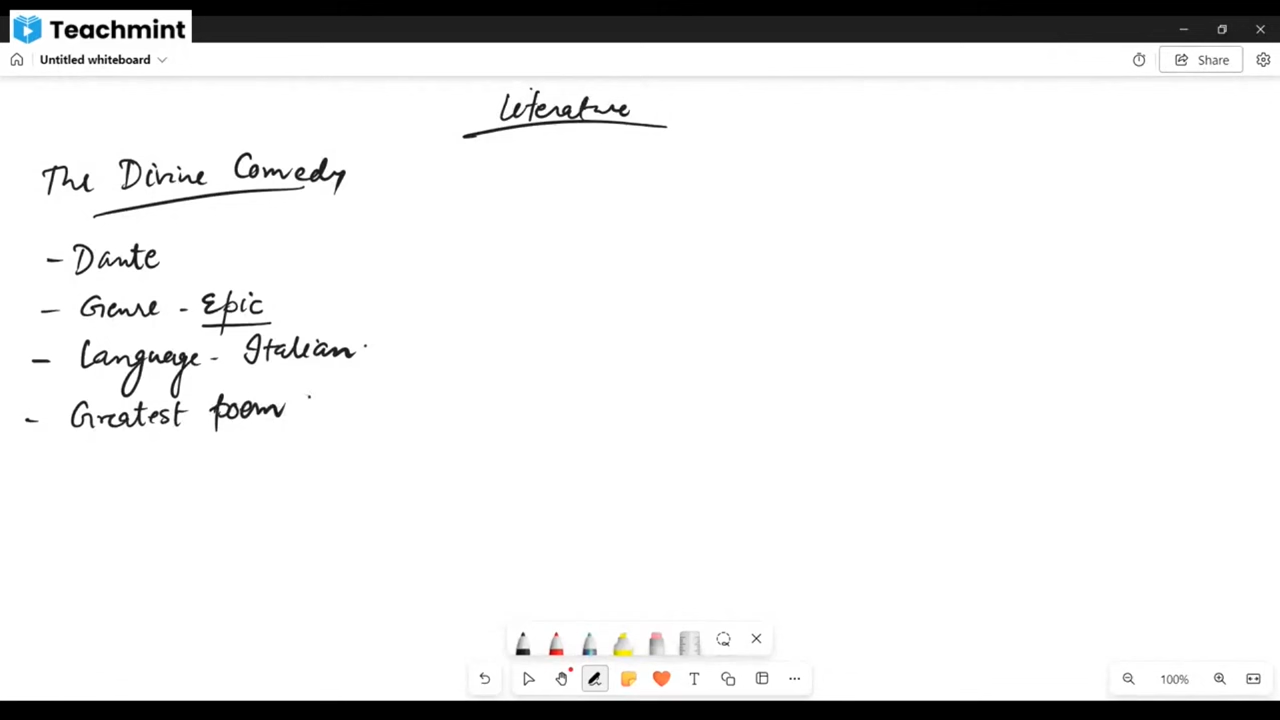 Teachmint
Untitled whiteboard
Share
Literature
The Divine Comedy
- Dante
- Genre - Epic
- Language - Italian
- Greatest poem
100%